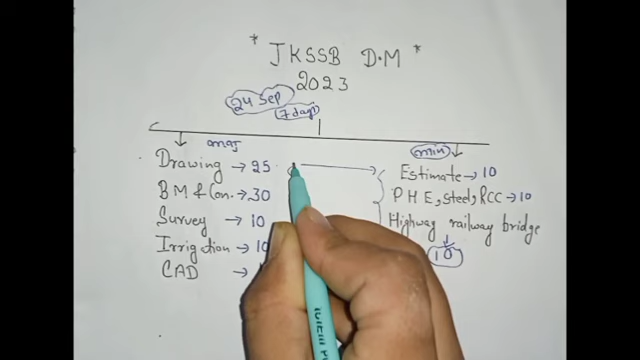 * JKSSB D.M *
2023
24 Sep
7 days
maj
Drawing → 25
BM & Con. → 30
Survey → 10
Irrigation → 10
CAD →
min
Estimate → 10
P H E, Steel, RCC → 10
Highway railway bridge
10